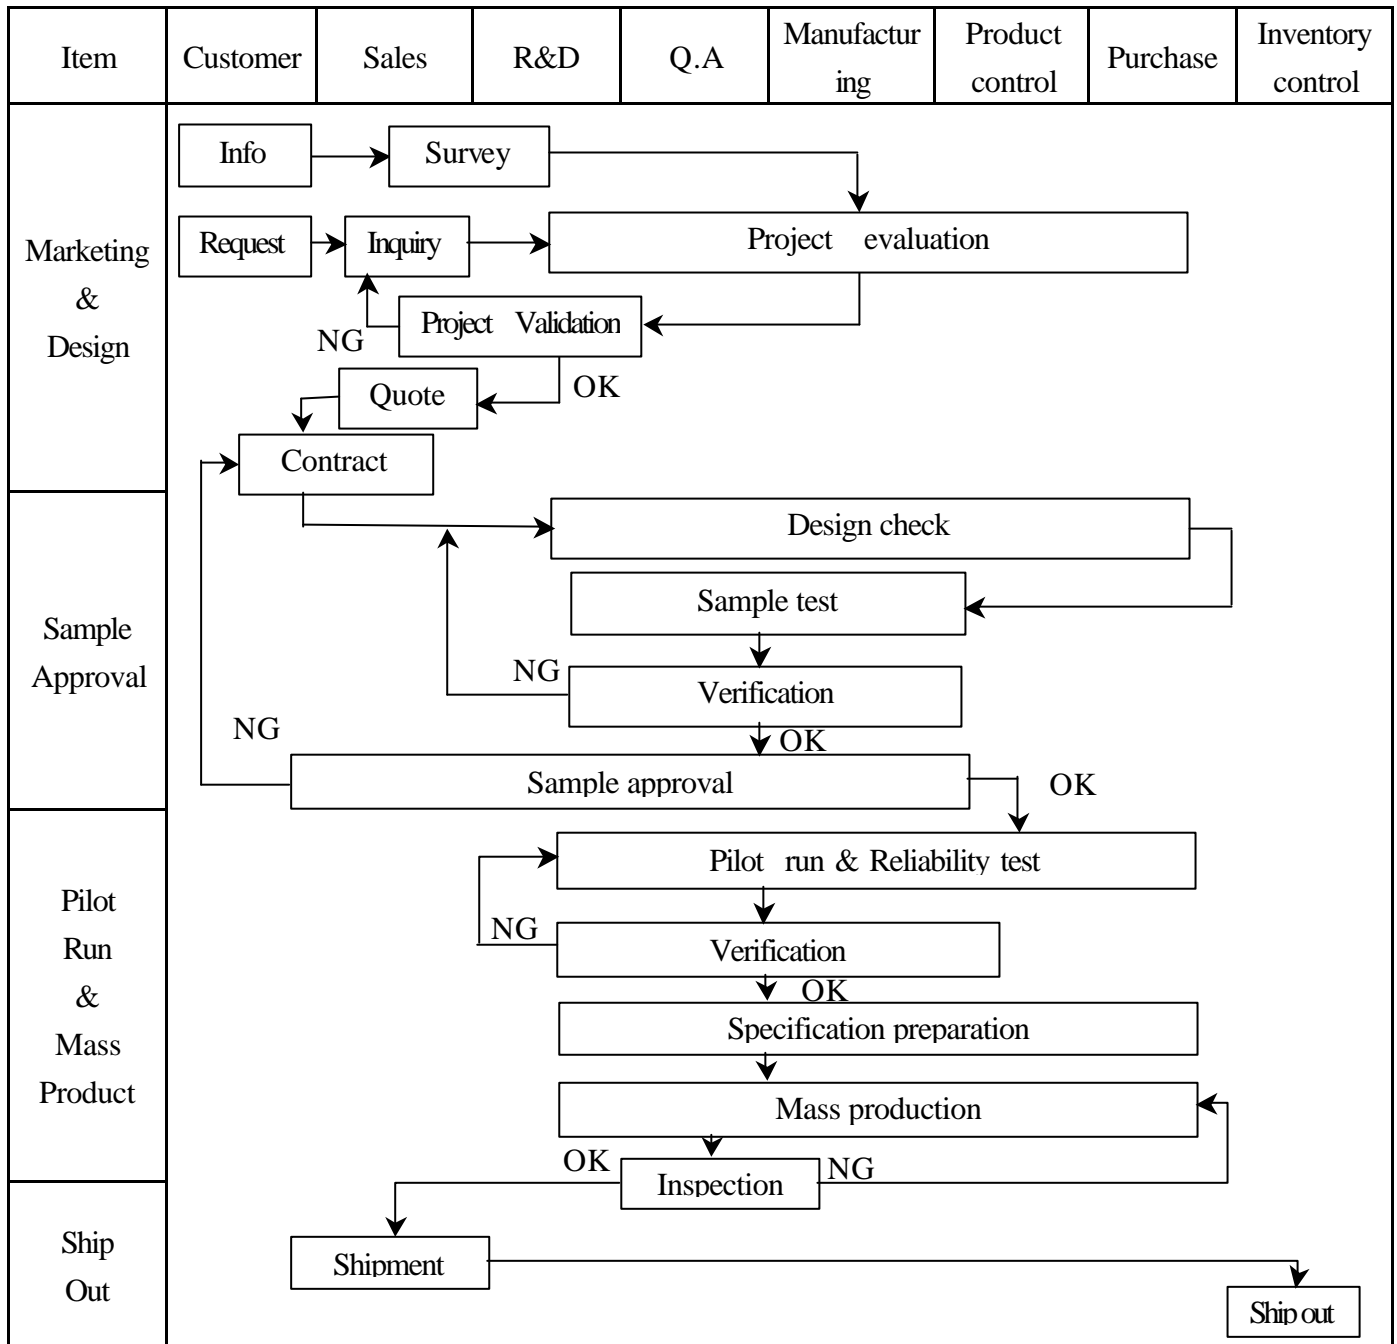 Item
Customer
Sales
R&D
Q.A
Manufactur
ing
Product
control
Purchase
Inventory
control
Marketing
&
Design
Info
Survey
Request
Inquiry
Project evaluation
NG
Project Validation
Quote
OK
Contract
Sample
Approval
Design check
Sample test
NG
Verification
NG
OK
Sample approval
OK
Pilot
Run
&
Mass
Product
Pilot run & Reliability test
NG
Verification
OK
Specification preparation
Mass production
OK
Inspection
NG
Ship
Out
Shipment
Ship out